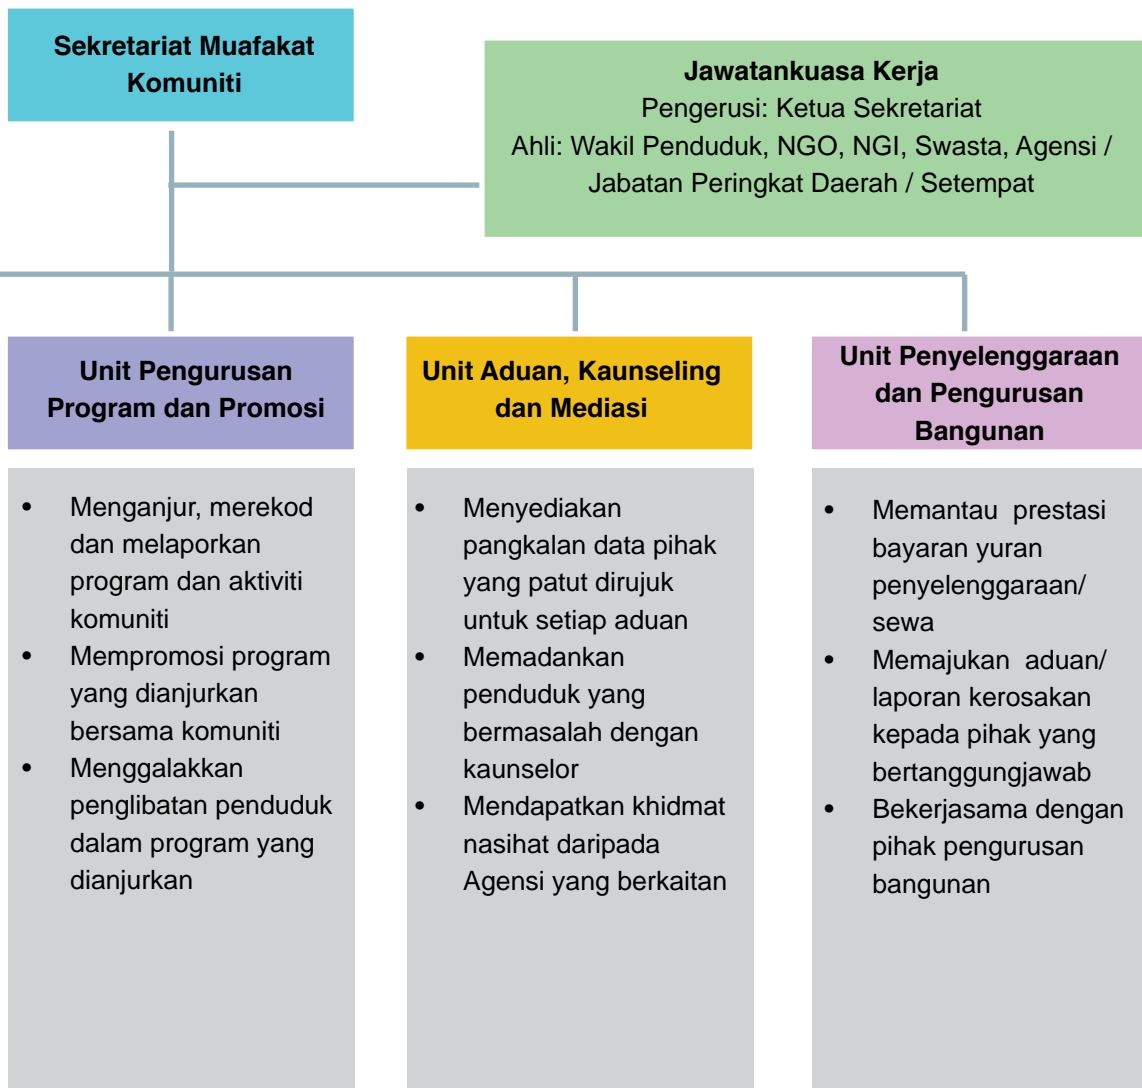 Sekretariat Muafakat
Komuniti
Jawatankuasa Kerja
Pengerusi: Ketua Sekretariat
Ahli: Wakil Penduduk, NGO, NGI, Swasta, Agensi /
Jabatan Peringkat Daerah / Setempat
Unit Pengurusan
Program dan Promosi
• Menganjur, merekod
dan melaporkan
program dan aktiviti
komuniti
• Mempromosi program
yang dianjurkan
bersama komuniti
• Menggalakkan
penglibatan penduduk
dalam program yang
dianjurkan
Unit Aduan, Kaunseling
dan Mediasi
• Menyediakan
pangkalan data pihak
yang patut dirujuk
untuk setiap aduan
• Memadankan
penduduk yang
bermasalah dengan
kaunselor
• Mendapatkan khidmat
nasihat daripada
Agensi yang berkaitan
Unit Penyelenggaraan
dan Pengurusan
Bangunan
• Memantau prestasi
bayaran yuran
penyelenggaraan/
sewa
• Memajukan aduan/
laporan kerosakan
kepada pihak yang
bertanggungjawab
• Bekerjasama dengan
pihak pengurusan
bangunan